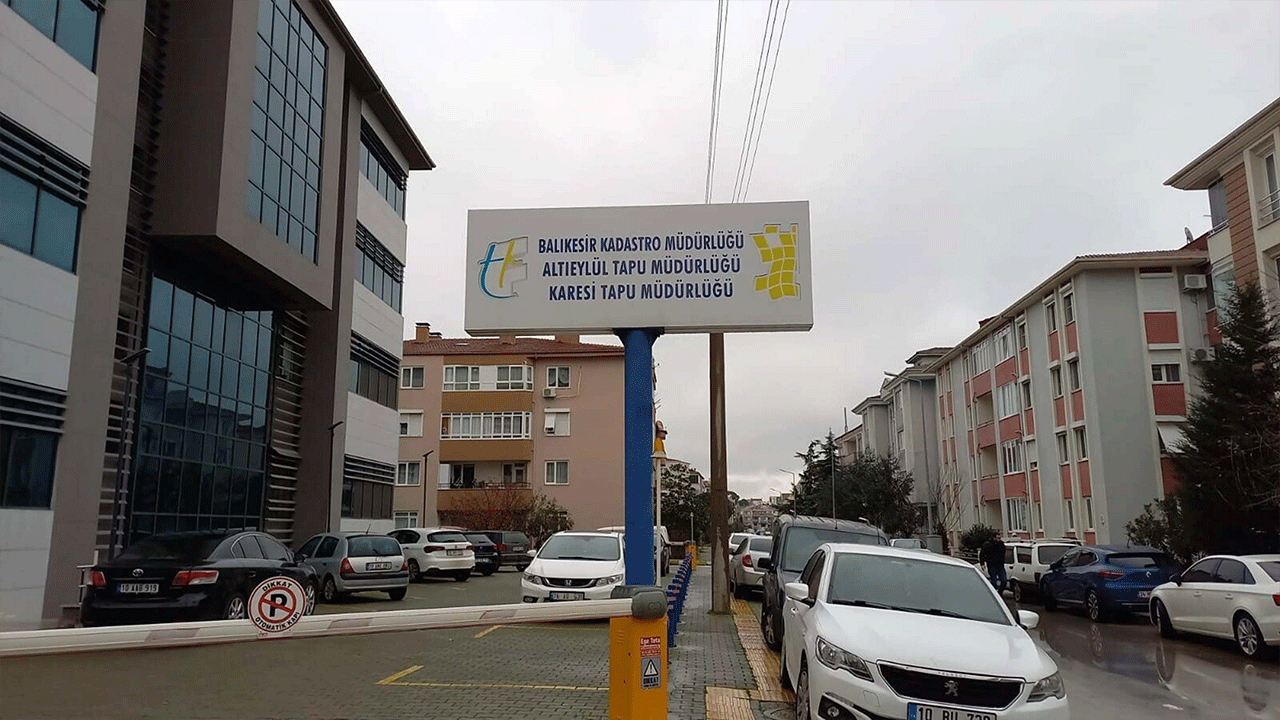 BALIKESİR KADASTRO MÜDÜRLÜĞÜ
ALTIEYLÜL TAPU MÜDÜRLÜĞÜ
KARESİ TAPU MÜDÜRLÜĞÜ
DİKKAT
P
OTOMATİK KAPI
DİKKAT